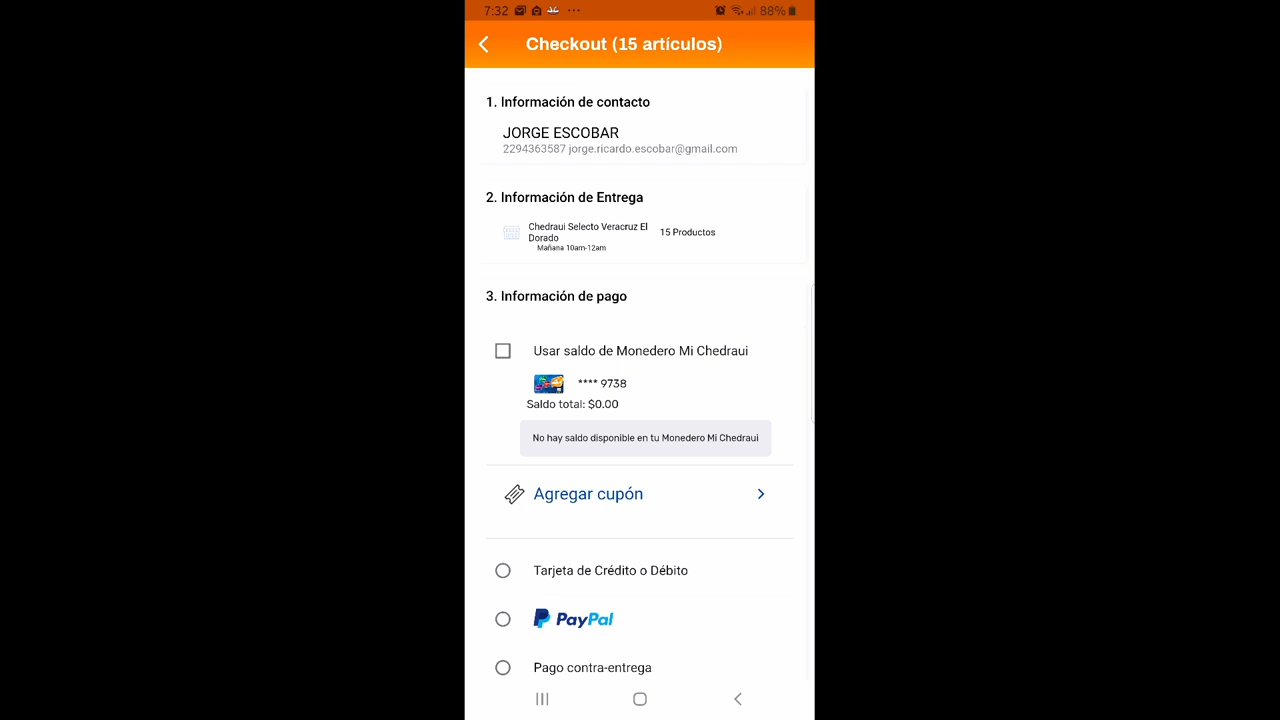 7:32 88%
Checkout (15 artículos)
1. Información de contacto
JORGE ESCOBAR
2294363587 jorge.ricardo.escobar@gmail.com
2. Información de Entrega
Chedraui Selecto Veracruz El 15 Productos
Dorado
Mañana 10am-12am
3. Información de pago
Usar saldo de Monedero Mi Chedraui
**** 9738
Saldo total: $0.00
No hay saldo disponible en tu Monedero Mi Chedraui
Agregar cupón
Tarjeta de Crédito o Débito
PayPal
Pago contra-entrega